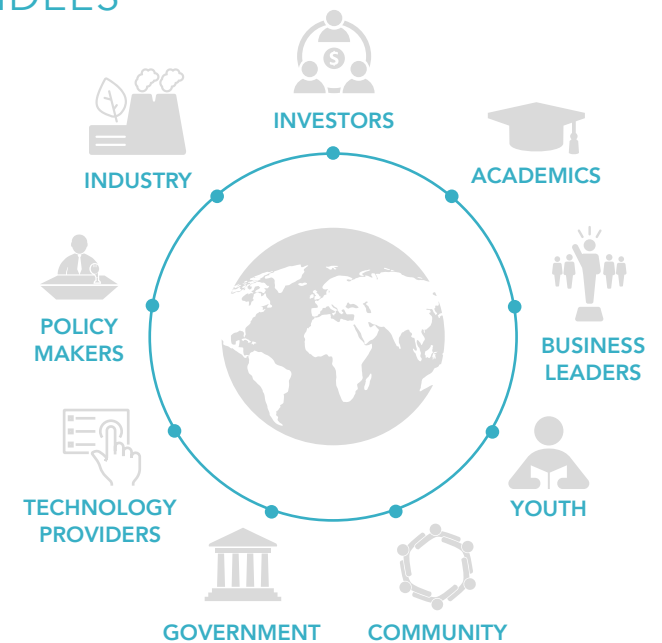 INVESTORS
INDUSTRY
ACADEMICS
POLICY
MAKERS
BUSINESS
LEADERS
TECHNOLOGY
PROVIDERS
YOUTH
GOVERNMENT
COMMUNITY